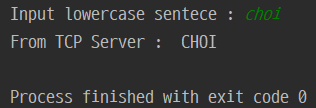 Input lowercase sentece : choi
From TCP Server :  CHOI
Process finished with exit code 0